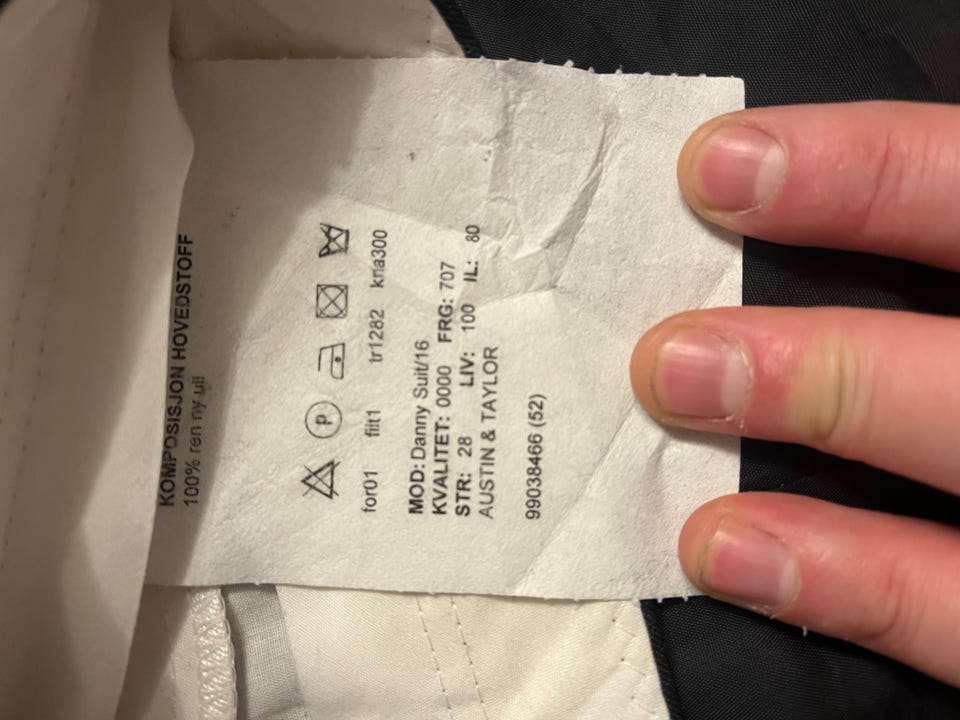 KOMPOSISJON HOVEDSTOFF
100% ren ny ull
P
for01 filt1 tr1282 kna300
MOD: Danny Suit/16
KVALITET: 0000 FRG: 707
STR: 28 LIV: 100 IL: 80
AUSTIN & TAYLOR
99038466 (52)